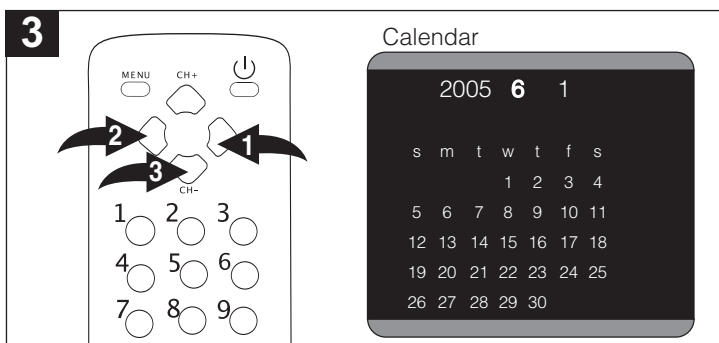 3
MENU CH+
2
1
3
CH-
1 2 3
4 5 6
7 8 9
Calendar
2005 6 1
s m t w t f s
1 2 3 4
5 6 7 8 9 10 11
12 13 14 15 16 17 18
19 20 21 22 23 24 25
26 27 28 29 30